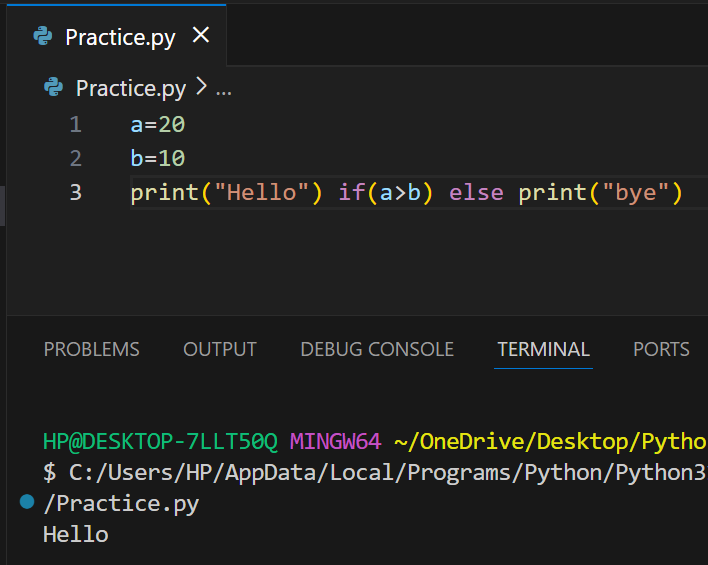 Practice.py ×
Practice.py > ...
1 a=20
2 b=10
3 print("Hello") if(a>b) else print("bye")
PROBLEMS OUTPUT DEBUG CONSOLE TERMINAL PORTS
HP@DESKTOP-7LLT50Q MINGW64 ~/OneDrive/Desktop/Pytho
$ C:/Users/HP/AppData/Local/Programs/Python/Python3
/Practice.py
Hello